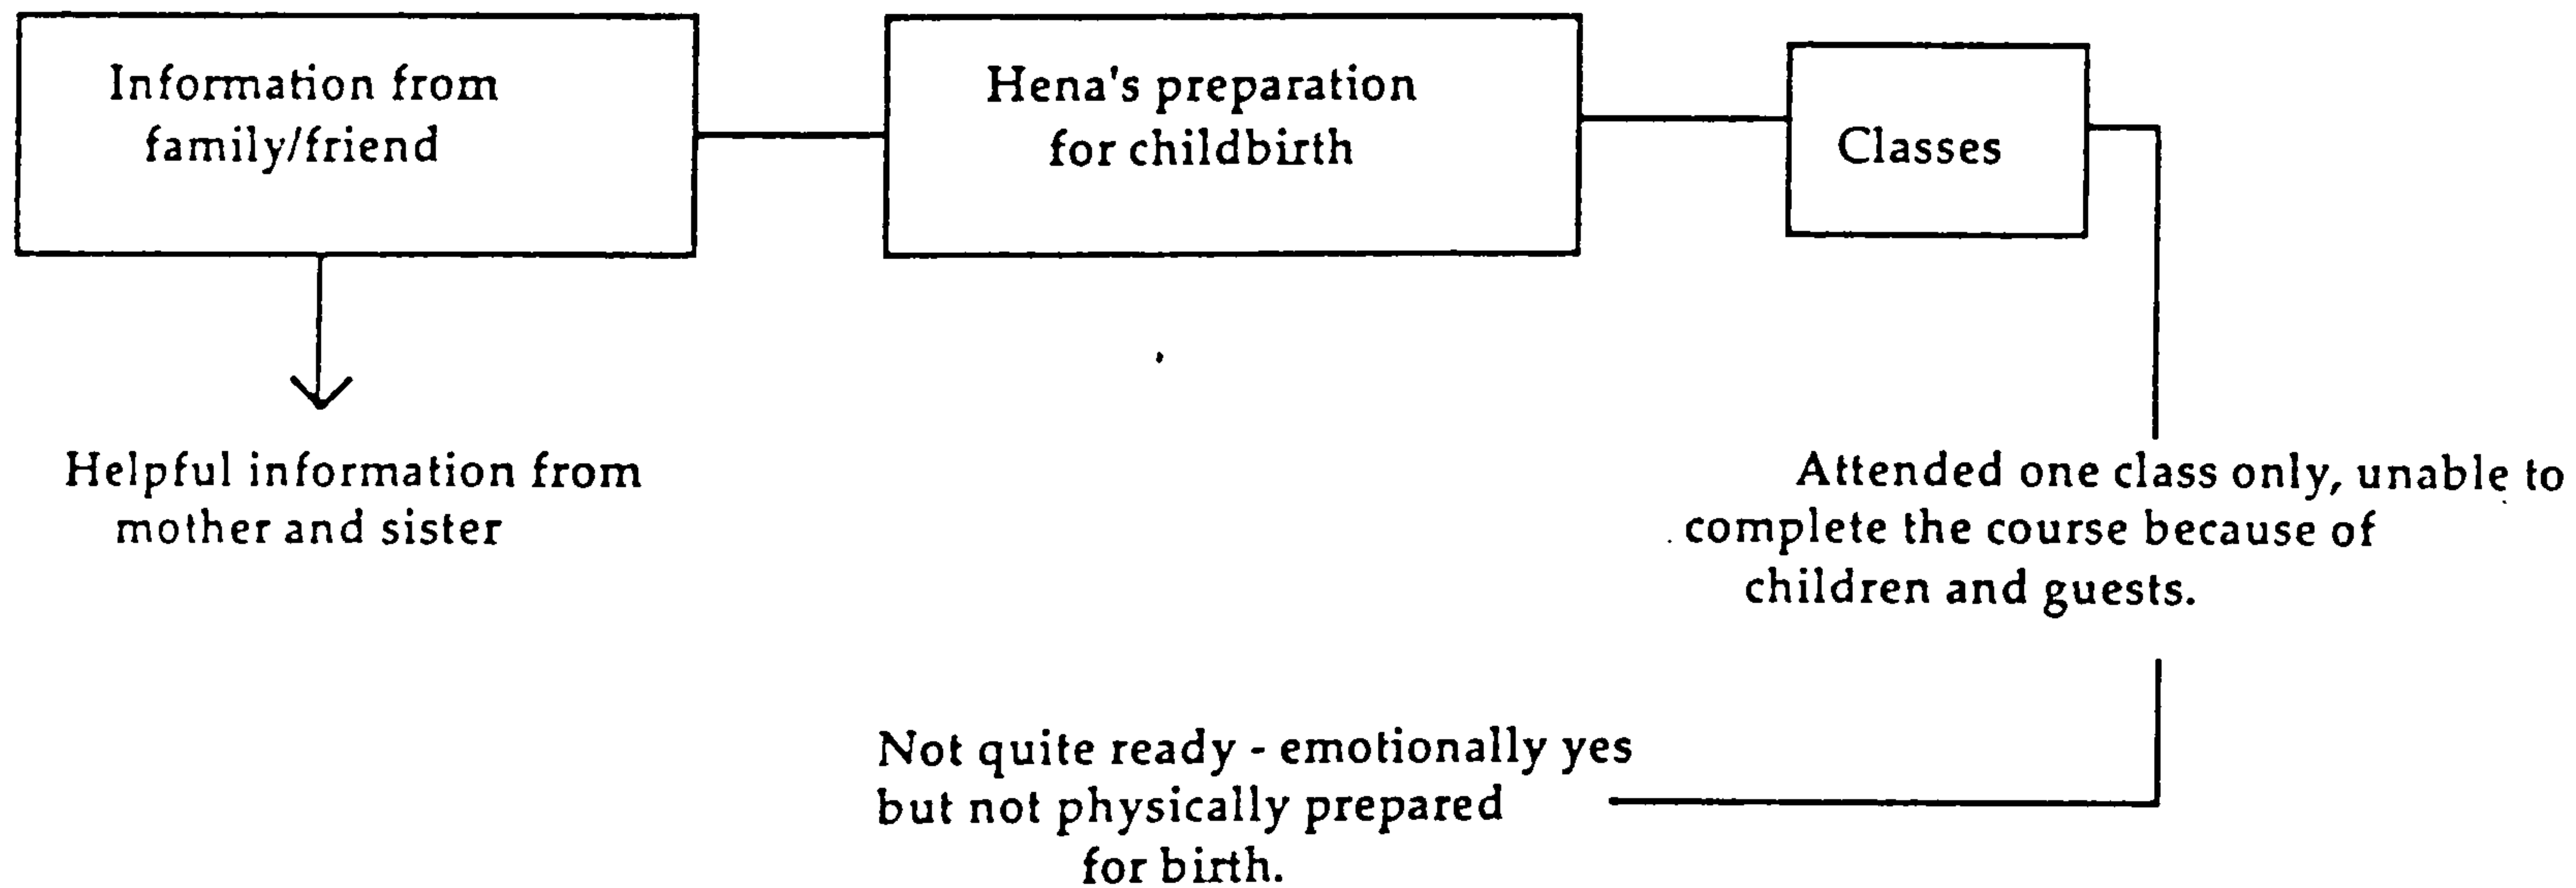 Information from
family/friend
Hena's preparation
for childbirth
Classes
Helpful information from
mother and sister
Attended one class only, unable to
complete the course because of
children and guests.
Not quite ready - emotionally yes
but not physically prepared
for birth.